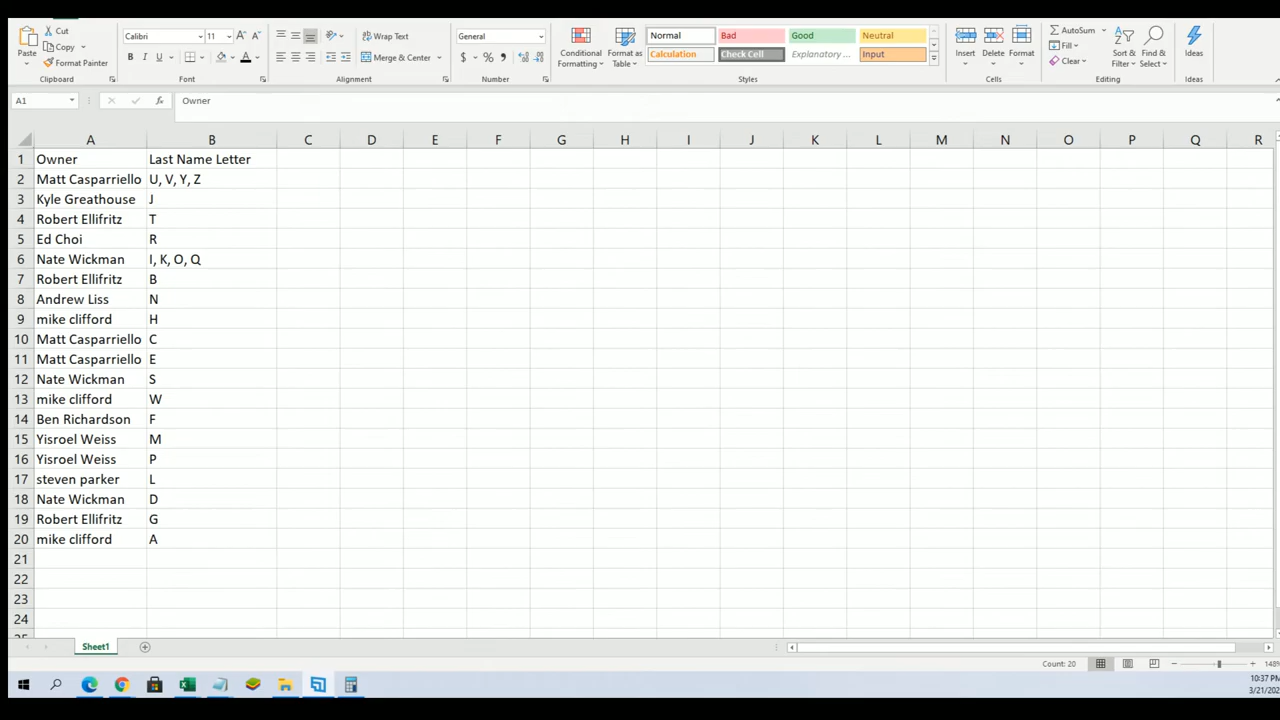 Cut
Copy
Format Painter
Paste
Clipboard
Calibri
11
B
U
A
Font
Wrap Text
Merge & Center
Alignment
General
$ % ,
Number
Conditional Formatting
Format as Table
Normal
Bad
Good
Neutral
Calculation
Check Cell
Explanatory ...
Input
Styles
Insert
Delete
Format
Cells
AutoSum
Fill
Clear
Sort & Filter
Find & Select
Editing
Ideas
Ideas
A1
fx
Owner
A B C D E F G H I J K L M N O P Q R
1 Owner Last Name Letter
2 Matt Casparriello U, V, Y, Z
3 Kyle Greathouse J
4 Robert Ellifritz T
5 Ed Choi R
6 Nate Wickman I, K, O, Q
7 Robert Ellifritz B
8 Andrew Liss N
9 mike clifford H
10 Matt Casparriello C
11 Matt Casparriello E
12 Nate Wickman S
13 mike clifford W
14 Ben Richardson F
15 Yisroel Weiss M
16 Yisroel Weiss P
17 steven parker L
18 Nate Wickman D
19 Robert Ellifritz G
20 mike clifford A
21
22
23
24
Sheet1
Count: 20
148%
10:37 PM
3/21/202